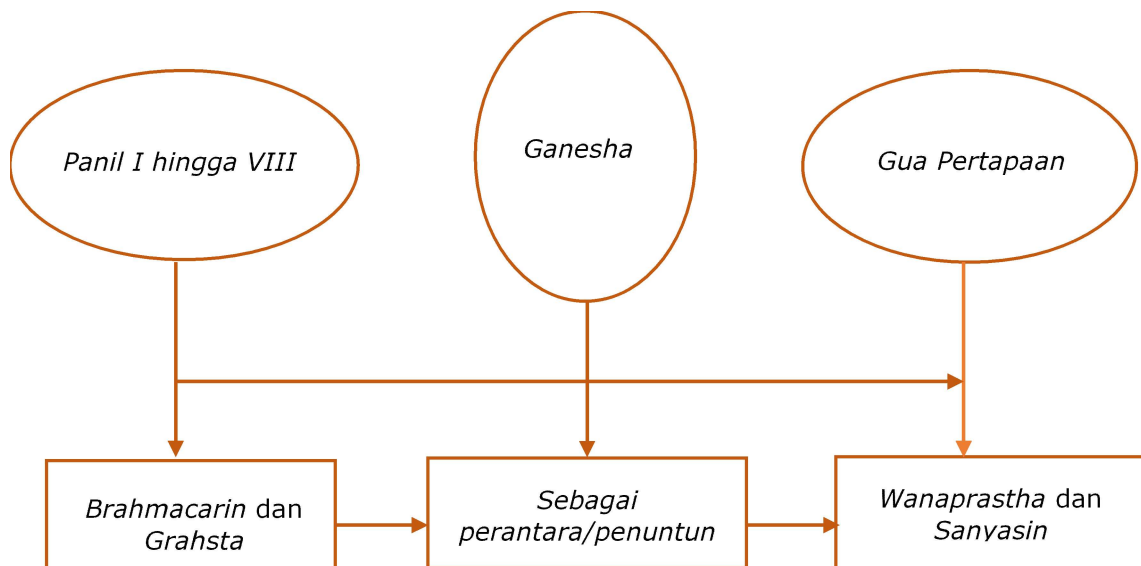 Panil I hingga VIII
Ganesha
Gua Pertapaan
Brahmacarin dan
Grahsta
Sebagai
perantara/penuntun
Wanaprastha dan
Sanyasin